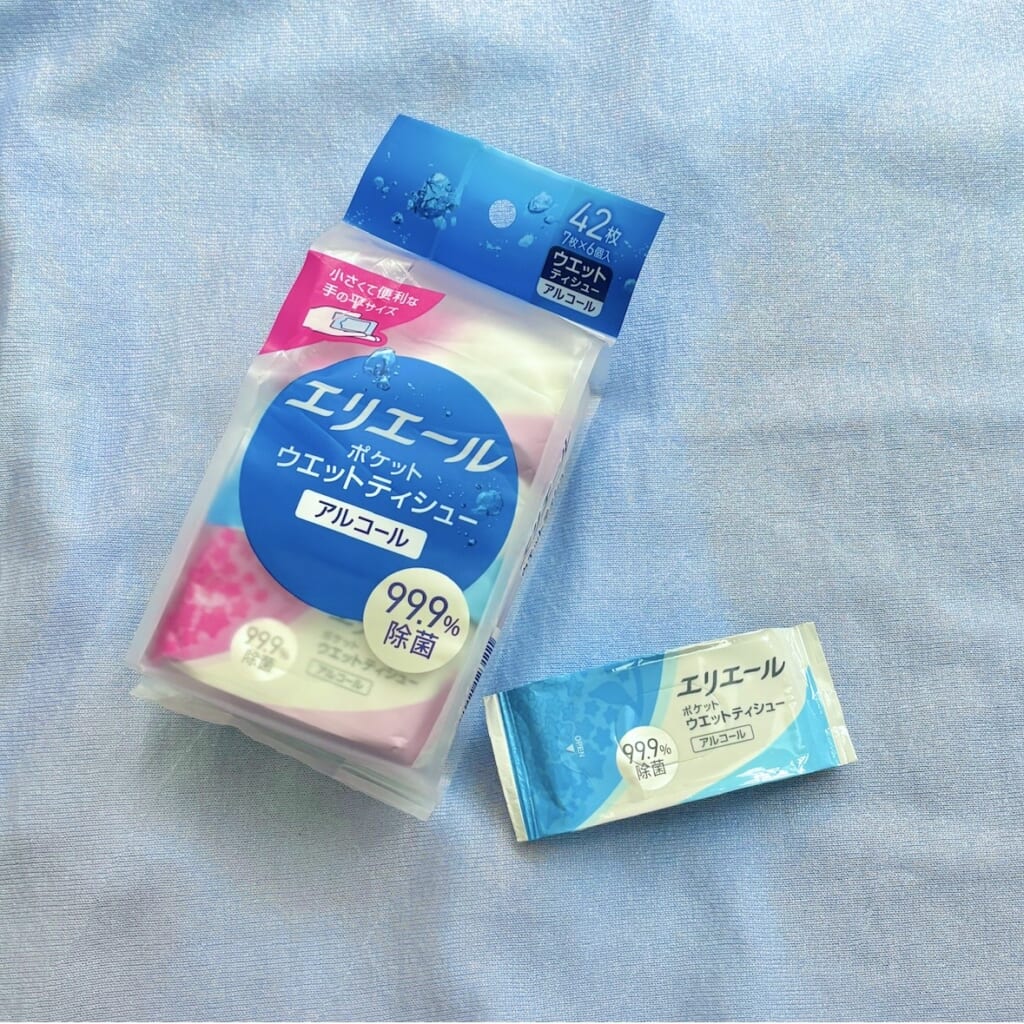 42枚
7枚×6個入
ウエット
ティシュー
アルコール
小さくて便利な
手の平サイズ
エリエール
ポケット
ウエットティシュー
アルコール
99.9%
除菌
99.9%
除菌
ポケット
ウエットティシュー
アルコール
エリエール
ポケット
ウエットティシュー
アルコール
99.9%
除菌
OPEN